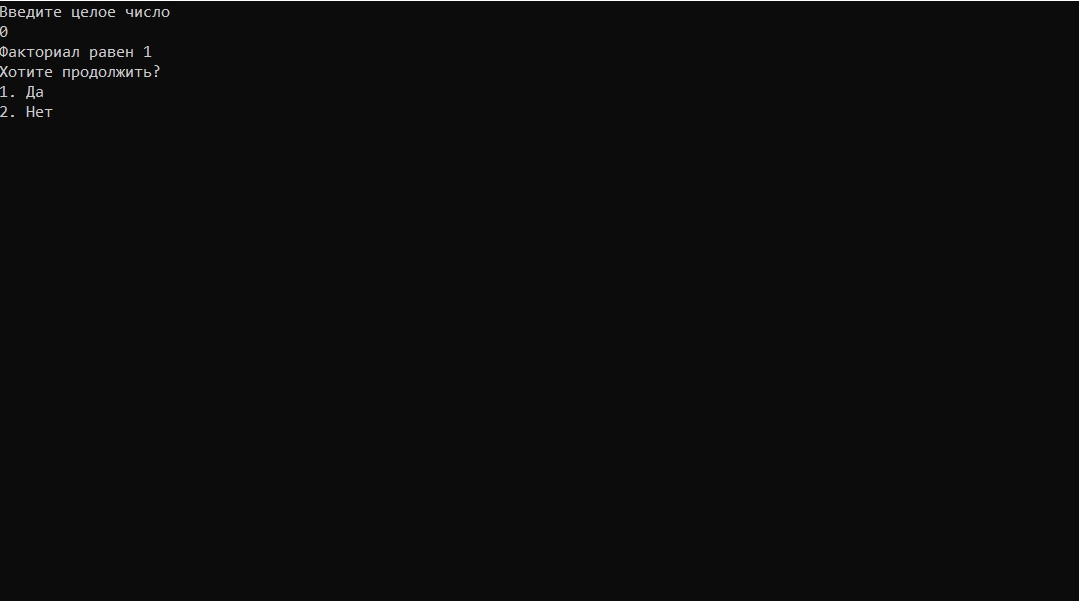 Введите целое число
0
Факториал равен 1
Хотите продолжить?
1. Да
2. Нет